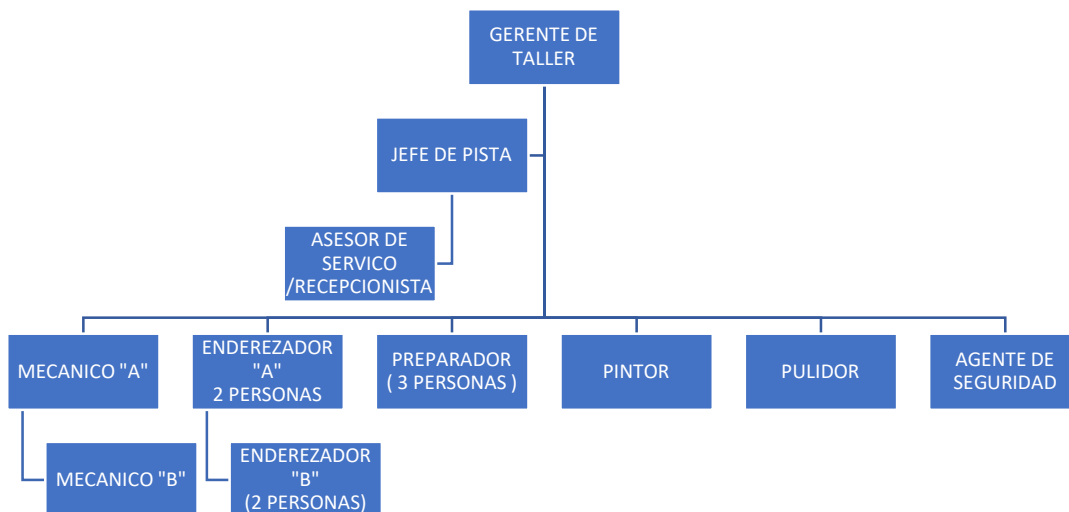 GERENTE DE
TALLER
JEFE DE PISTA
ASESOR DE
SERVICO
/RECEPCIONISTA
MECANICO "A"
ENDEREZADOR
"A"
2 PERSONAS
PREPARADOR
( 3 PERSONAS )
PINTOR
PULIDOR
AGENTE DE
SEGURIDAD
MECANICO "B"
ENDEREZADOR
"B"
(2 PERSONAS)